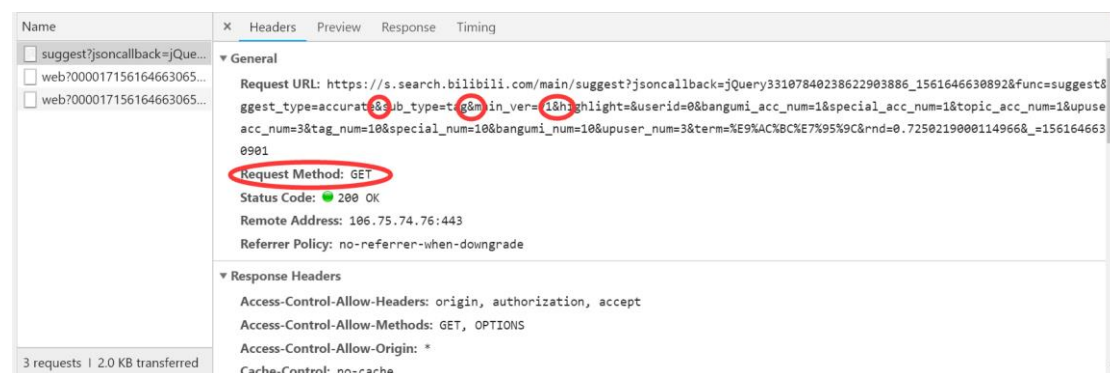 Name
× Headers Preview Response Timing
suggest?jsoncallback=jQue...
web?000017156164663065...
web?000017156164663065...
▼ General
Request URL: https://s.search.bilibili.com/main/suggest?jsoncallback=jQuery33107840238622903886_1561646630892&func=suggest&
ggest_type=accurate&sub_type=tag&main_ver=v1&highlight=&userid=0&bangumi_acc_num=1&special_acc_num=1&topic_acc_num=1&upuse
acc_num=3&tag_num=10&special_num=10&bangumi_num=10&upuser_num=3&term=%E9%AC%BC%E7%95%9C&rnd=0.7250219000114966&_=156164663
0901
Request Method: GET
Status Code: 200 OK
Remote Address: 106.75.74.76:443
Referrer Policy: no-referrer-when-downgrade
▼ Response Headers
Access-Control-Allow-Headers: origin, authorization, accept
Access-Control-Allow-Methods: GET, OPTIONS
Access-Control-Allow-Origin: *
Cache-Control: no-cache
3 requests | 2.0 KB transferred